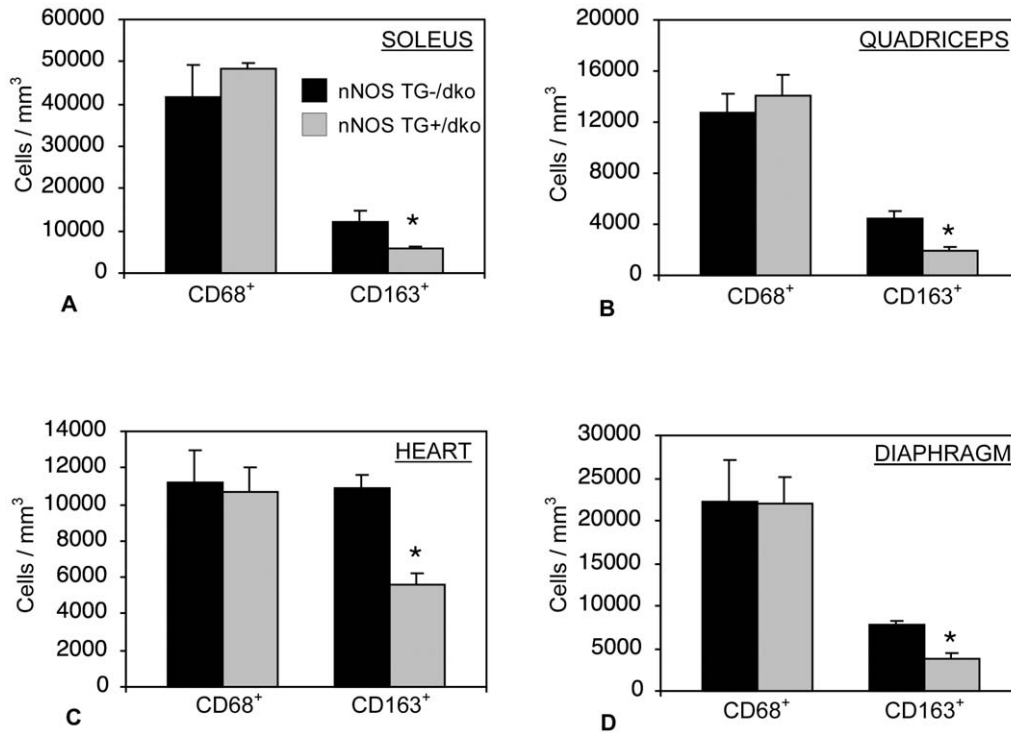 60000
50000
40000
30000
20000
10000
0
Cells / mm³
SOLEUS
nNOS TG-/dko
nNOS TG+/dko
*
CD68⁺ CD163⁺
A
20000
16000
12000
8000
4000
0
Cells / mm³
QUADRICEPS
*
CD68⁺ CD163⁺
B
14000
12000
10000
8000
6000
4000
2000
0
Cells / mm³
HEART
*
CD68⁺ CD163⁺
C
30000
25000
20000
15000
10000
5000
0
Cells / mm³
DIAPHRAGM
*
CD68⁺ CD163⁺
D